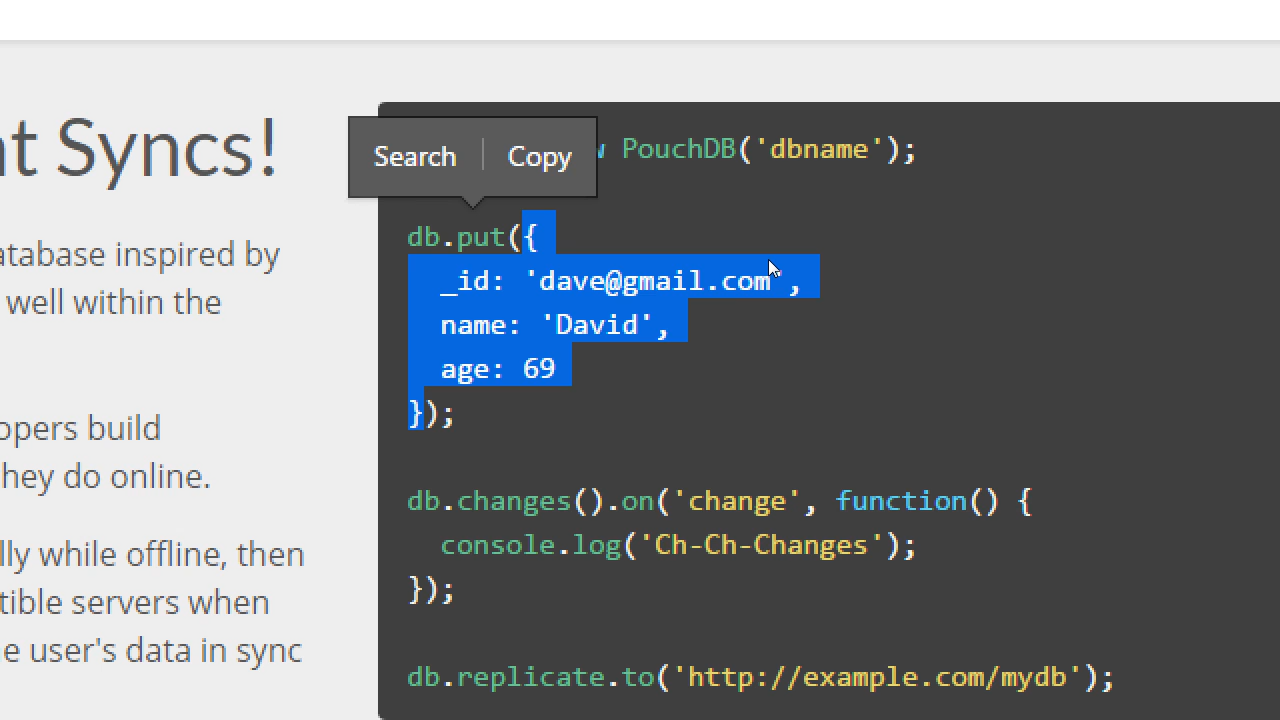 t Syncs!
atabase inspired by
well within the
opers build
hey do online.
lly while offline, then
tible servers when
e user's data in sync
Search Copy
w PouchDB('dbname');
db.put({
_id: 'dave@gmail.com',
name: 'David',
age: 69
});
db.changes().on('change', function() {
console.log('Ch-Ch-Changes');
});
db.replicate.to('http://example.com/mydb');